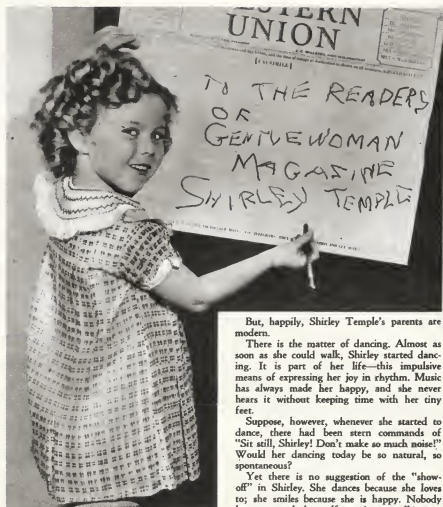 STERN
UNION
TO THE READERS
OF
GENTLEWOMAN
MAGASINE
SHIRLEY TEMPLE
But, happily, Shirley Temple's parents are
modern.
There is the matter of dancing. Almost as
soon as she could walk, Shirley started danc-
ing. It is part of her life—this impulsive
means of expressing her joy in rhythm. Music
has always made her happy, and she never
hears it without keeping time with her tiny
feet.
Suppose, however, whenever she started to
dance, there had been stern commands of
"Sit still, Shirley! Don't make so much noise!"
Would her dancing today be so natural, so
spontaneous?
Yet there is no suggestion of the "show-
off" in Shirley. She dances because she loves
to; she smiles because she is happy. Nobody